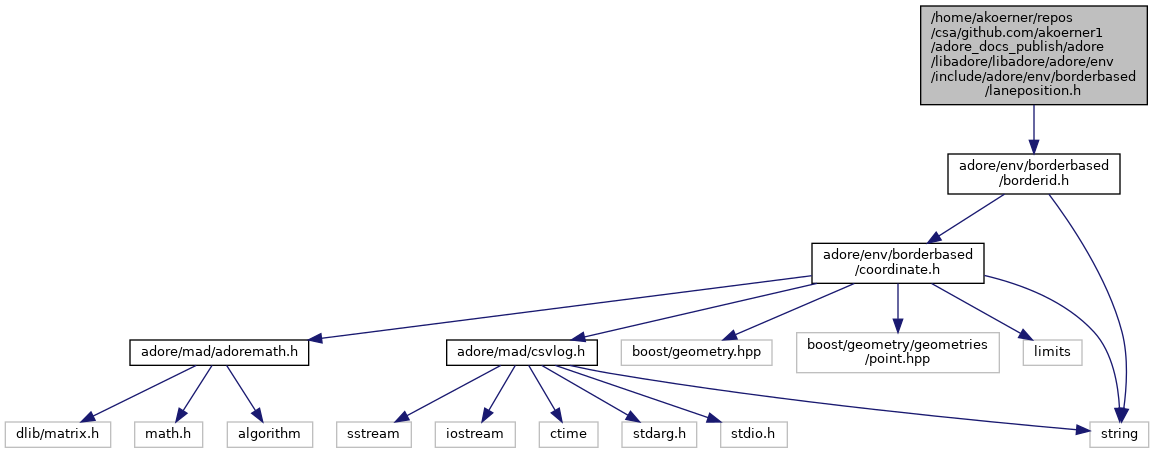 /home/akoerner/repos
/csa/github.com/akoerner1
/adore_docs_publish/adore
/libadore/libadore/adore/env
/include/adore/env/borderbased
/laneposition.h
adore/env/borderbased
/borderid.h
adore/env/borderbased
/coordinate.h
adore/mad/adoremath.h
adore/mad/csvlog.h
boost/geometry.hpp
boost/geometry/geometries
/point.hpp
limits
dlib/matrix.h
math.h
algorithm
sstream
iostream
ctime
stdarg.h
stdio.h
string